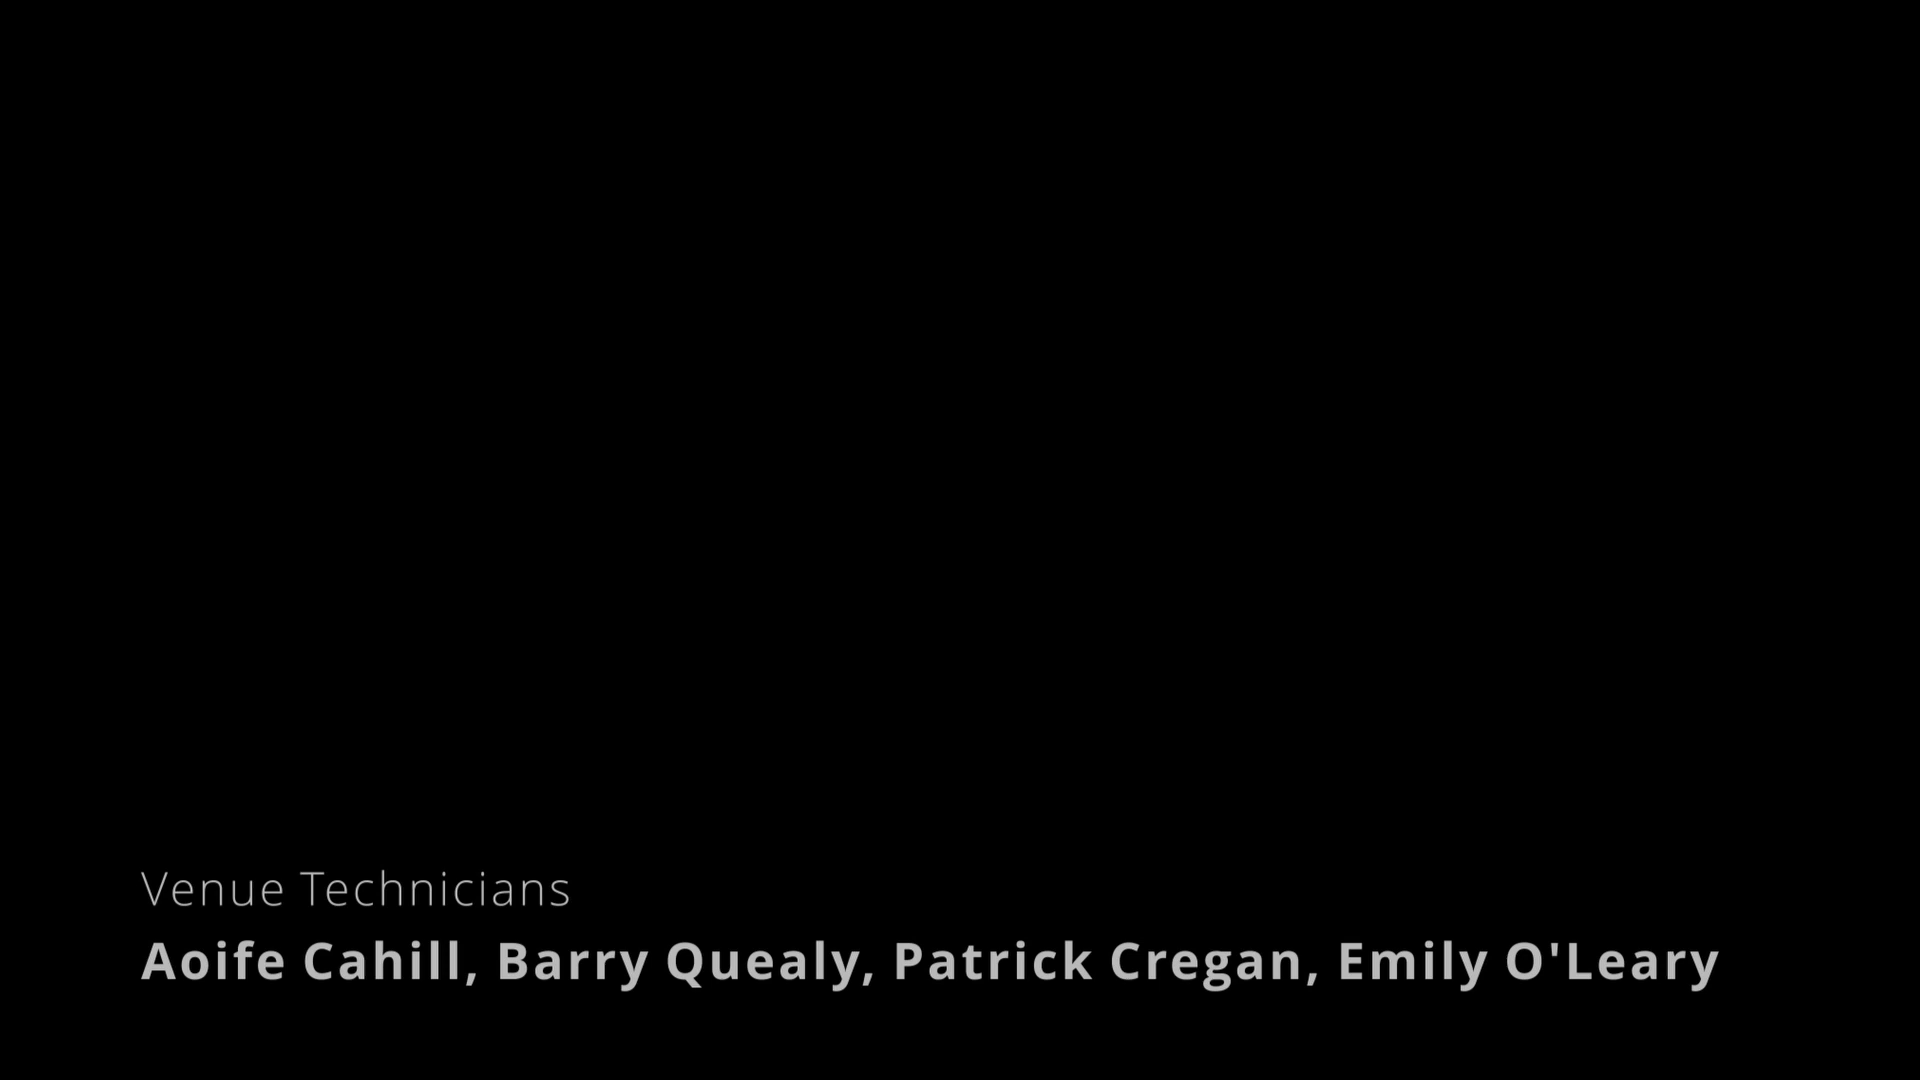 Venue Technicians
Aoife Cahill, Barry Quealy, Patrick Cregan, Emily O'Leary